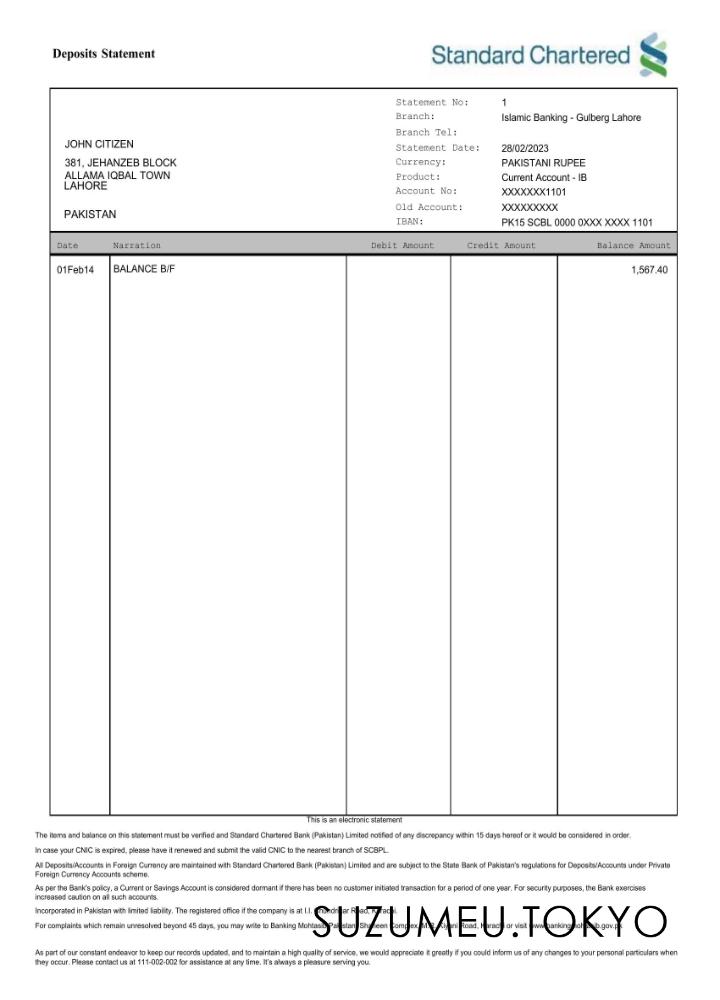 Deposits Statement
Standard Chartered
Statement No: 1
Branch: Islamic Banking - Gulberg Lahore
Branch Tel:
JOHN CITIZEN
Statement Date: 28/02/2023
381, JEHANZEB BLOCK
Currency: PAKISTANI RUPEE
ALLAMA IQBAL TOWN
Product: Current Account - IB
LAHORE
Account No: XXXXXXX1101
Old Account: XXXXXXXXX
PAKISTAN
IBAN: PK15 SCBL 0000 0XXX XXXX 1101
Date Narration Debit Amount Credit Amount Balance Amount
01Feb14 BALANCE B/F 1,567.40
This is an electronic statement
The items and balance on this statement must be verified and Standard Chartered Bank (Pakistan) Limited notified of any discrepancy within 15 days hereof or it would be considered in order.
In case your CNIC is expired, please have it renewed and submit the valid CNIC to the nearest branch of SCBPL.
All Deposits/Accounts in Foreign Currency are maintained with Standard Chartered Bank (Pakistan) Limited and are subject to the State Bank of Pakistan's regulations for Deposits/Accounts under Private
Foreign Currency Accounts scheme.
As per the Bank's policy, a Current or Savings Account is considered dormant if there has been no customer initiated transaction for a period of one year. For security purposes, the Bank exercises
increased caution on all such accounts.
Incorporated in Pakistan with limited liability. The registered office if the company is at I.I. Road, Karachi.
For complaints which remain unresolved beyond 45 days, you may write to Banking Mohtasib Pakistan, Shaheen Complex, Road, Karachi or visit
SUZUMEU.TOKYO
As part of our constant endeavor to keep our records updated, and to maintain a high quality of service, we would appreciate it greatly if you could inform us of any changes to your personal particulars when
they occur. Please contact us at 111-002-002 for assistance at any time. It's always a pleasure serving you.